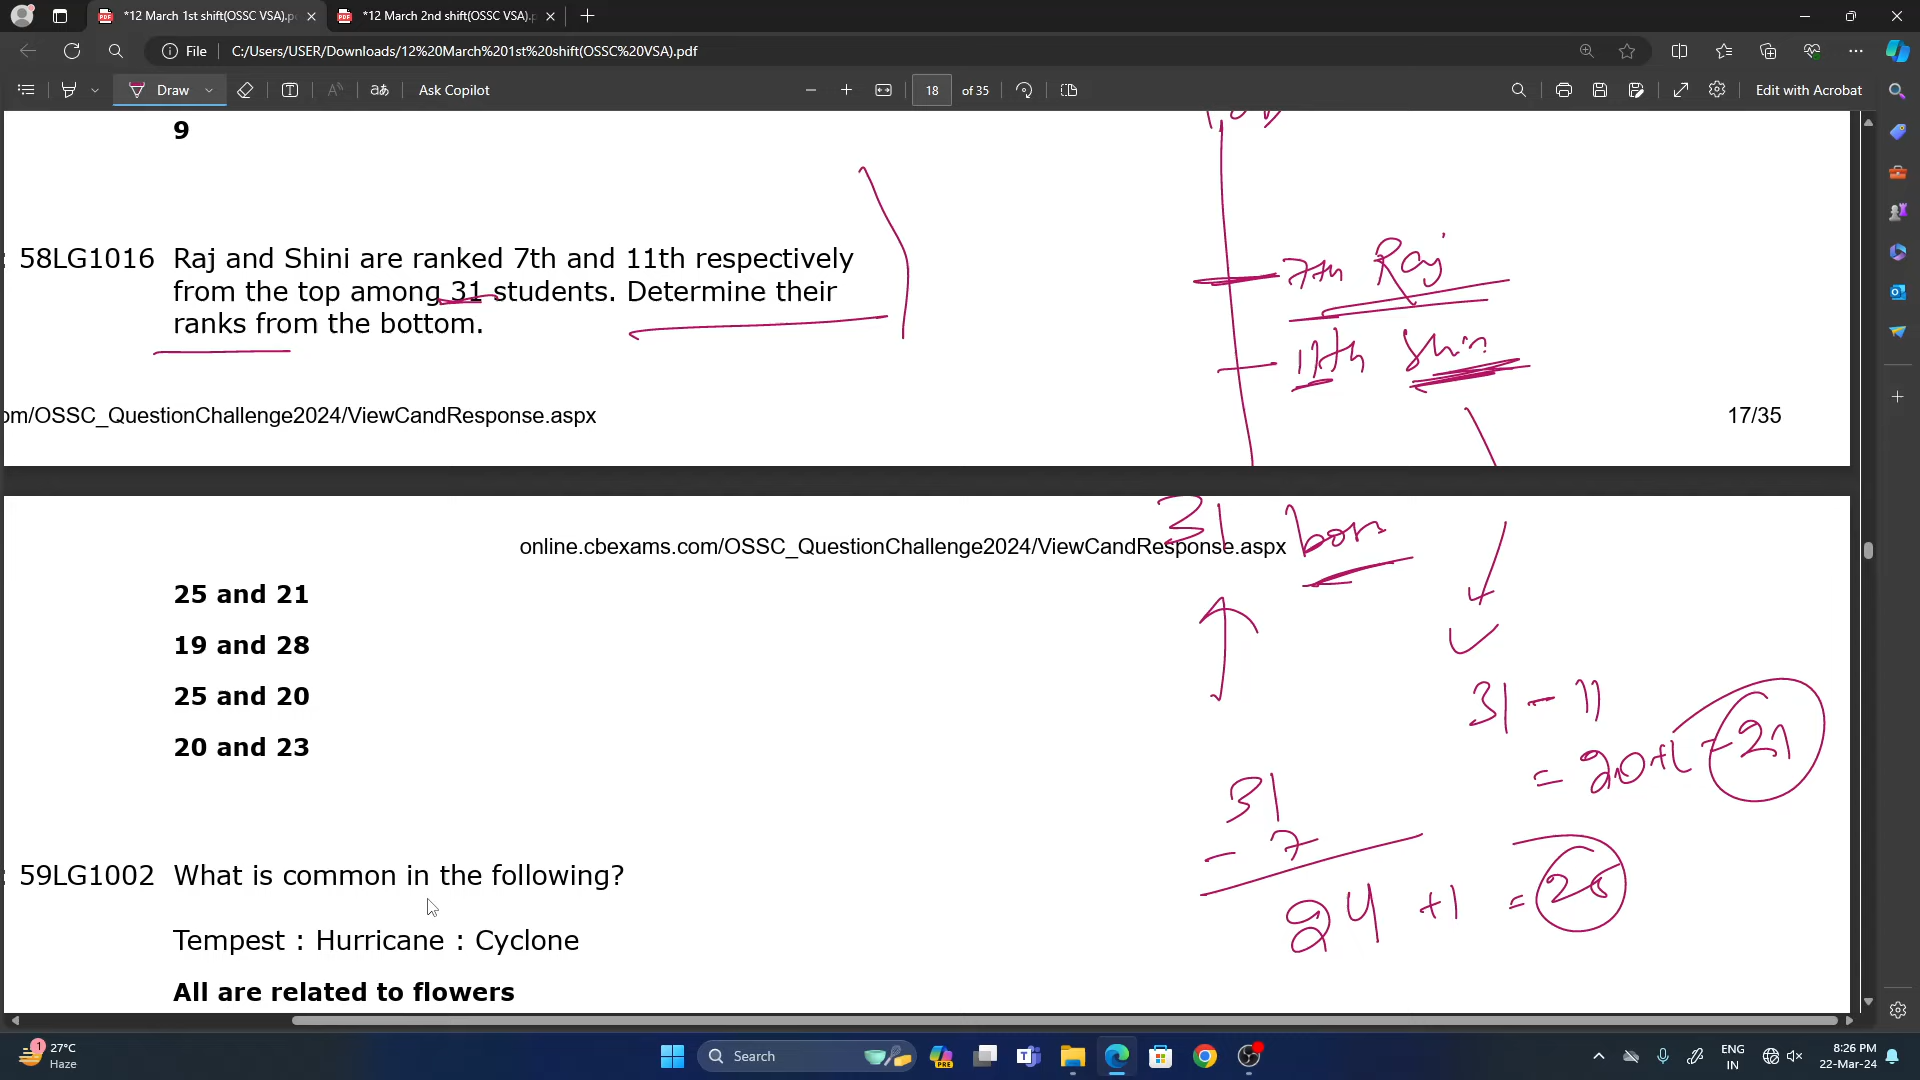 *12 March 1st shift(OSSC VSA).p
*12 March 2nd shift(OSSC VSA).p
File
C:/Users/USER/Downloads/12%20March%201st%20shift(OSSC%20VSA).pdf
Draw
aあ
Ask Copilot
18
of 35
Edit with Acrobat
9
58LG1016 Raj and Shini are ranked 7th and 11th respectively
from the top among 31 students. Determine their
ranks from the bottom.
7th Raj
11th Shini
om/OSSC_QuestionChallenge2024/ViewCandResponse.aspx
17/35
31
online.cbexams.com/OSSC_QuestionChallenge2024/ViewCandResponse.aspx
25 and 21
19 and 28
25 and 20
20 and 23
31 - 11
= 20+1 = 21
31
- 7
24 +1 =
59LG1002 What is common in the following?
Tempest : Hurricane : Cyclone
All are related to flowers
1
27°C
Haze
Search
PRE
ENG
IN
8:26 PM
22-Mar-24